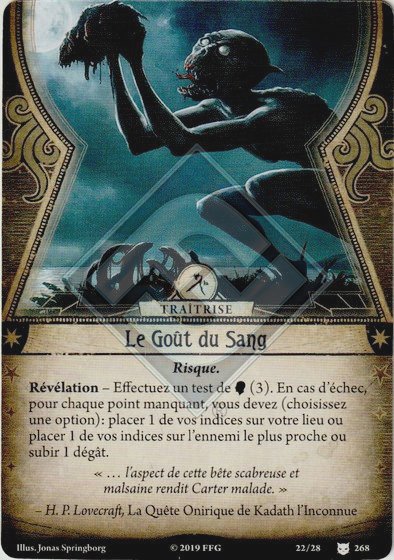 TRAÎTRISE
Le Goût du Sang
Risque.
Révélation – Effectuez un test de (3). En cas d'échec,
pour chaque point manquant, vous devez (choisissez
une option): placer 1 de vos indices sur votre lieu ou
placer 1 de vos indices sur l'ennemi le plus proche ou
subir 1 dégât.
« … l'aspect de cette bête scabreuse et
malsaine rendit Carter malade. »
– H. P. Lovecraft, La Quête Onirique de Kadath l'Inconnue
Illus. Jonas Springborg © 2019 FFG 22/28 268